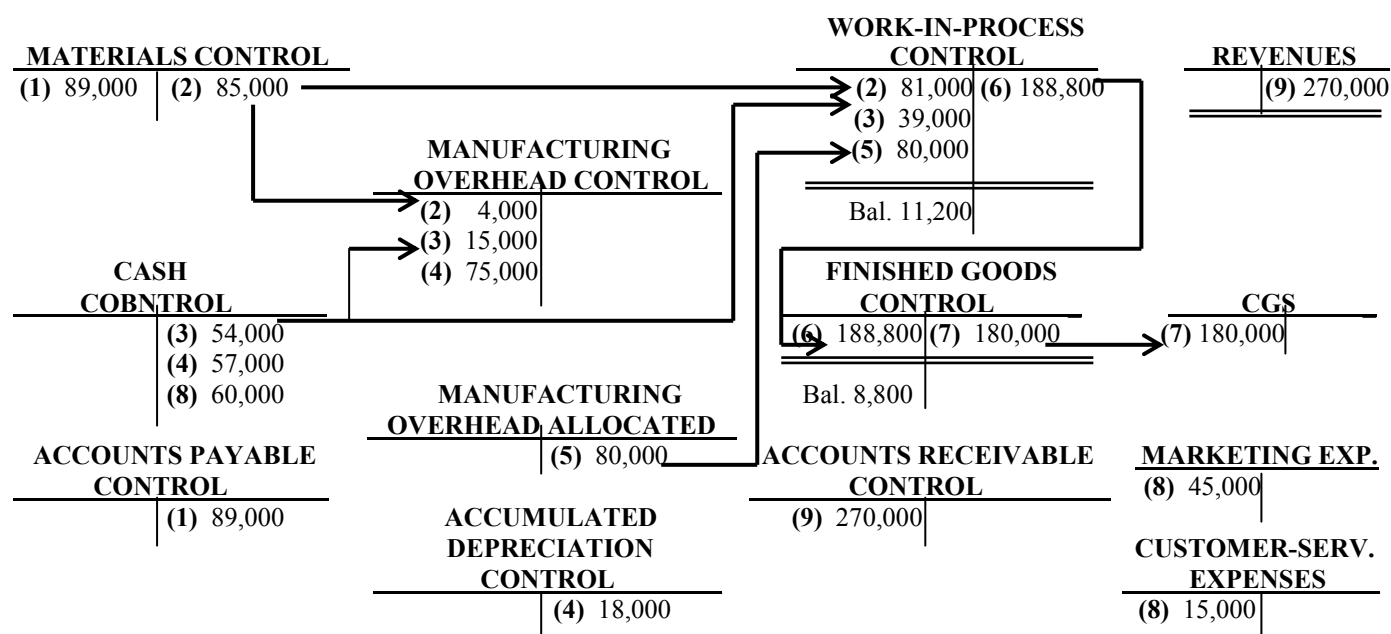 WORK-IN-PROCESS
MATERIALS CONTROL CONTROL REVENUES
(1) 89,000 (2) 85,000 (2) 81,000 (6) 188,800 (9) 270,000
(3) 39,000
MANUFACTURING (5) 80,000
OVERHEAD CONTROL
(2) 4,000 Bal. 11,200
(3) 15,000
CASH (4) 75,000 FINISHED GOODS
COBNTROL CONTROL CGS
(3) 54,000 (6) 188,800 (7) 180,000 (7) 180,000
(4) 57,000
(8) 60,000 MANUFACTURING Bal. 8,800
OVERHEAD ALLOCATED
ACCOUNTS PAYABLE (5) 80,000 ACCOUNTS RECEIVABLE MARKETING EXP.
CONTROL CONTROL (8) 45,000
(1) 89,000 ACCUMULATED (9) 270,000
DEPRECIATION CUSTOMER-SERV.
CONTROL EXPENSES
(4) 18,000 (8) 15,000